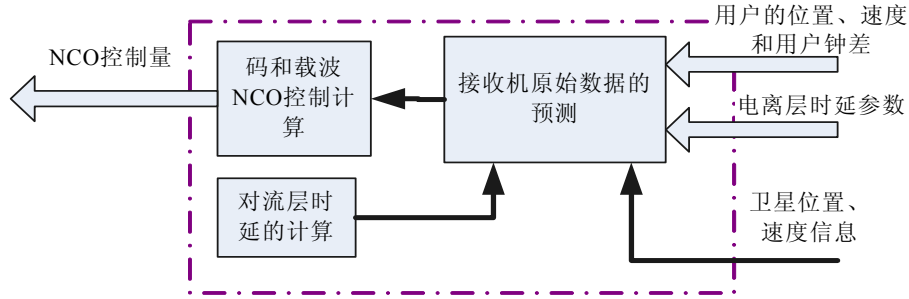 用户的位置、速度
和用户钟差
NCO控制量
码和载波
NCO控制计
算
接收机原始数据的
预测
电离层时延参数
对流层时
延的计算
卫星位置、
速度信息